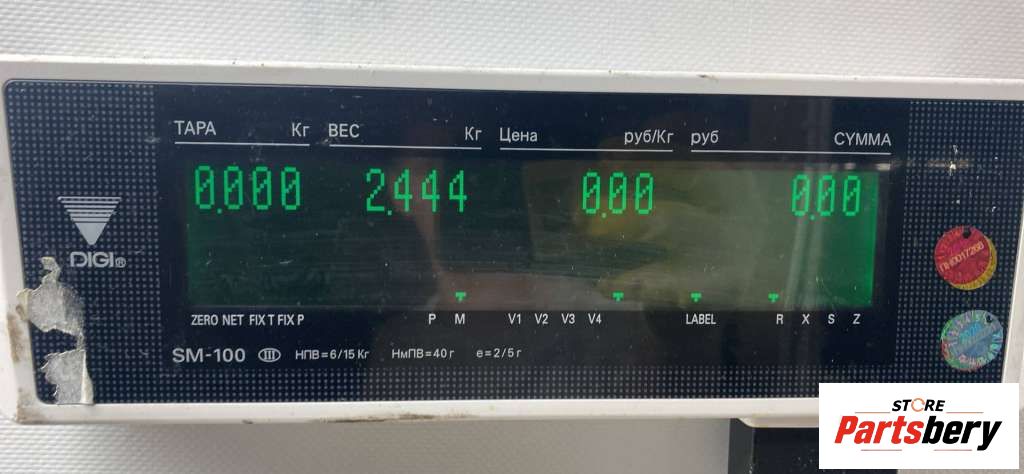 ТАРА Кг ВЕС Кг Цена руб/Кг руб СУММА
0.000 2.444 0.00 0.00
DIGI®
ПН0017268
ZERO NET FIX T FIX P P M V1 V2 V3 V4 LABEL R X S Z
SM-100 III НПВ=6/15 Кг НмПВ=40 г e=2/5 г
STORE
Partsbery